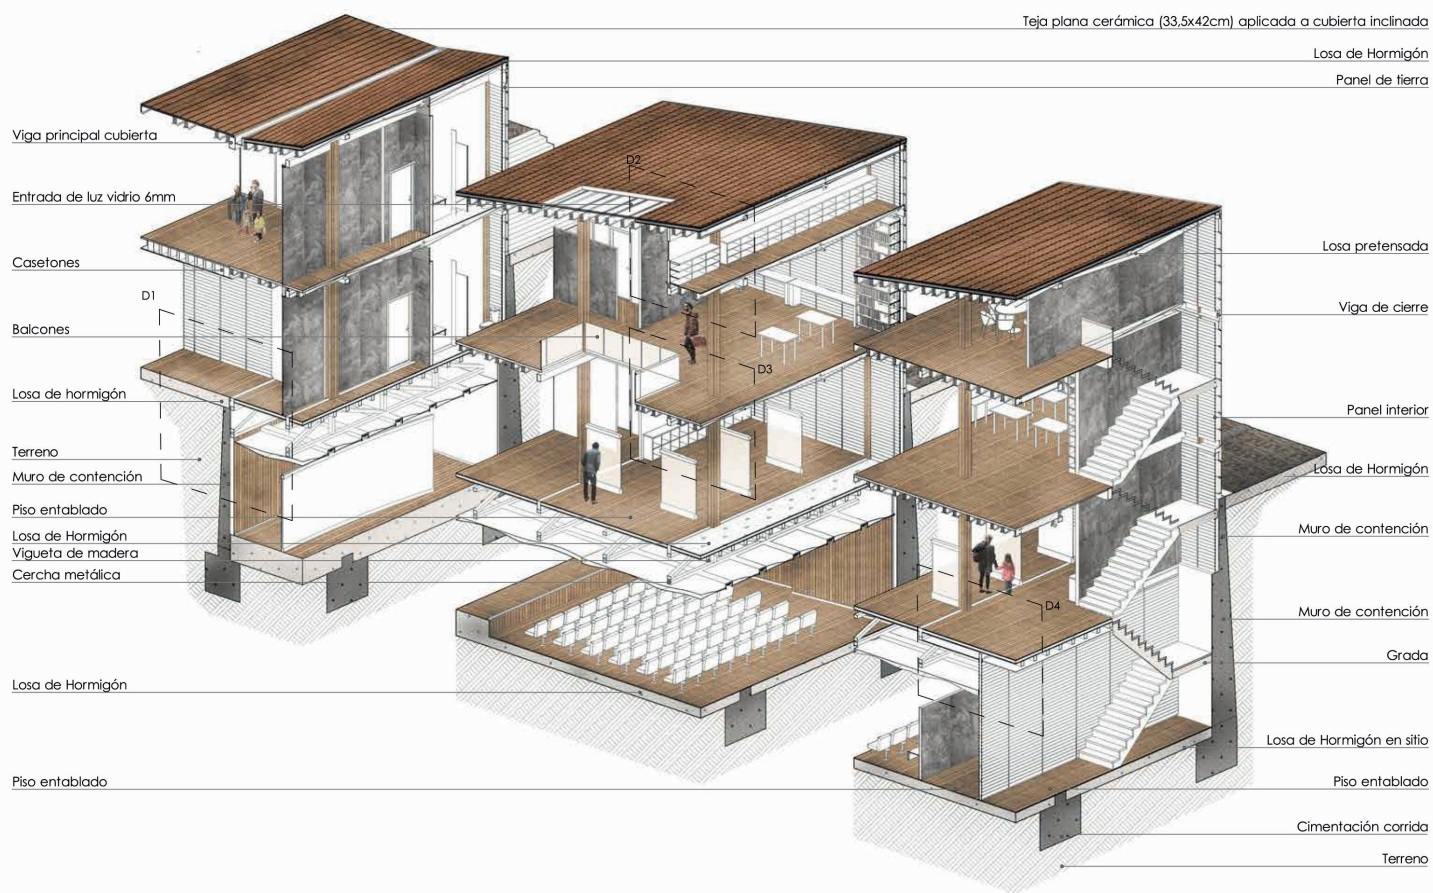 Teja plana cerámica (33,5x42cm) aplicada a cubierta inclinada
Losa de Hormigón
Panel de tierra
Viga principal cubierta
D2
Entrada de luz vidrio 6mm
Losa pretensada
Casetones
D1
Viga de cierre
Balcones
D3
Losa de hormigón
Panel interior
Terreno
Losa de Hormigón
Muro de contención
Piso entablado
Muro de contención
Losa de Hormigón
Vigueta de madera
Cercha metálica
D4
Muro de contención
Grada
Losa de Hormigón
Losa de Hormigón en sitio
Piso entablado
Piso entablado
Cimentación corrida
Terreno